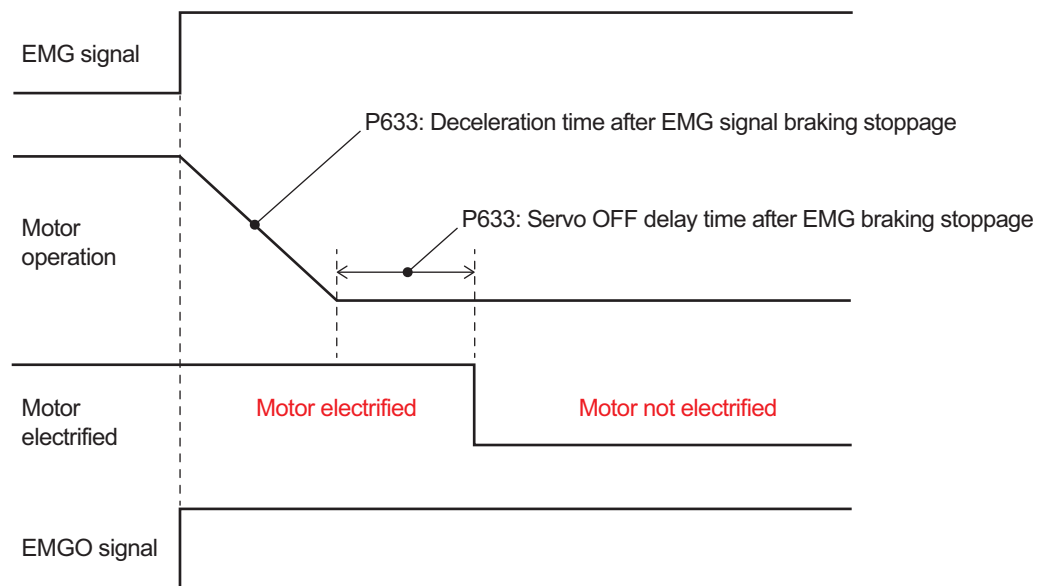 EMG signal
P633: Deceleration time after EMG signal braking stoppage
P633: Servo OFF delay time after EMG braking stoppage
Motor
operation
Motor
electrified
Motor electrified
Motor not electrified
EMGO signal